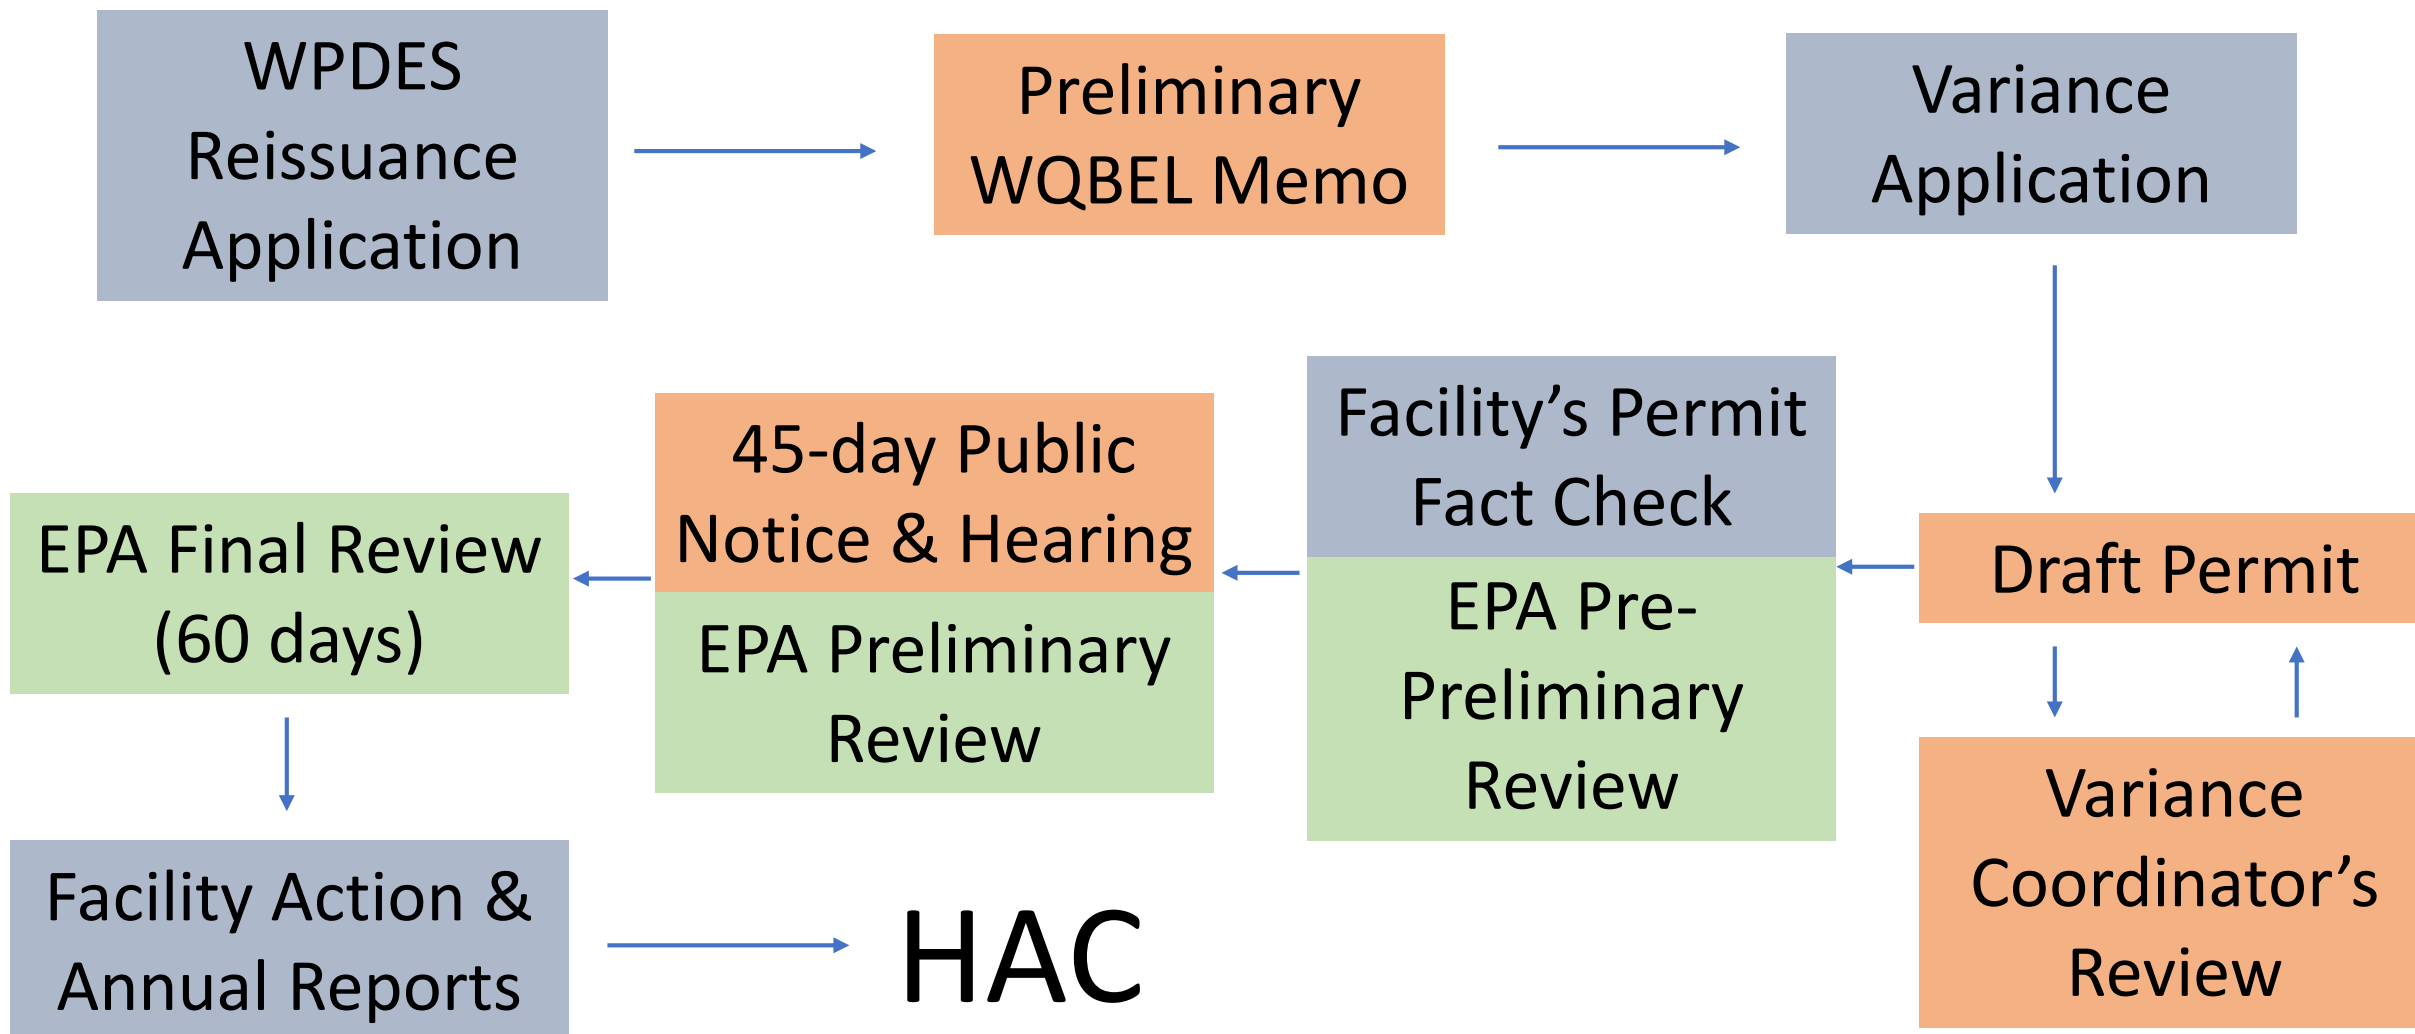 WPDES
Reissuance
Application
Preliminary
WQBEL Memo
Variance
Application
Draft Permit
Variance
Coordinator’s
Review
Facility’s Permit
Fact Check
EPA Pre-
Preliminary
Review
45-day Public
Notice & Hearing
EPA Preliminary
Review
EPA Final Review
(60 days)
Facility Action &
Annual Reports
HAC